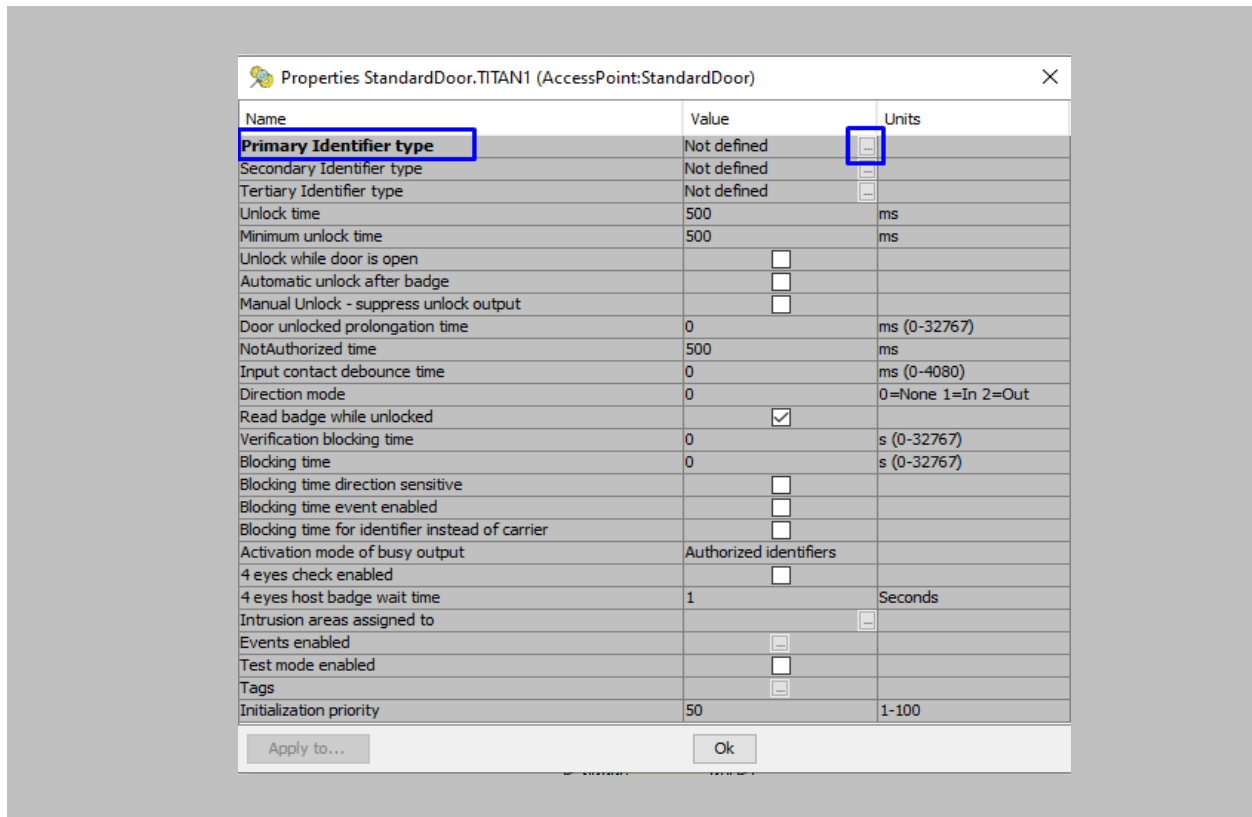 Properties StandardDoor.TITAN1 (AccessPoint:StandardDoor)
Name Value Units
Primary Identifier type Not defined ...
Secondary Identifier type Not defined ...
Tertiary Identifier type Not defined ...
Unlock time 500 ms
Minimum unlock time 500 ms
Unlock while door is open
Automatic unlock after badge
Manual Unlock - suppress unlock output
Door unlocked prolongation time 0 ms (0-32767)
NotAuthorized time 500 ms
Input contact debounce time 0 ms (0-4080)
Direction mode 0 0=None 1=In 2=Out
Read badge while unlocked
Verification blocking time 0 s (0-32767)
Blocking time 0 s (0-32767)
Blocking time direction sensitive
Blocking time event enabled
Blocking time for identifier instead of carrier
Activation mode of busy output Authorized identifiers
4 eyes check enabled
4 eyes host badge wait time 1 Seconds
Intrusion areas assigned to ...
Events enabled ...
Test mode enabled
Tags ...
Initialization priority 50 1-100
Apply to... Ok